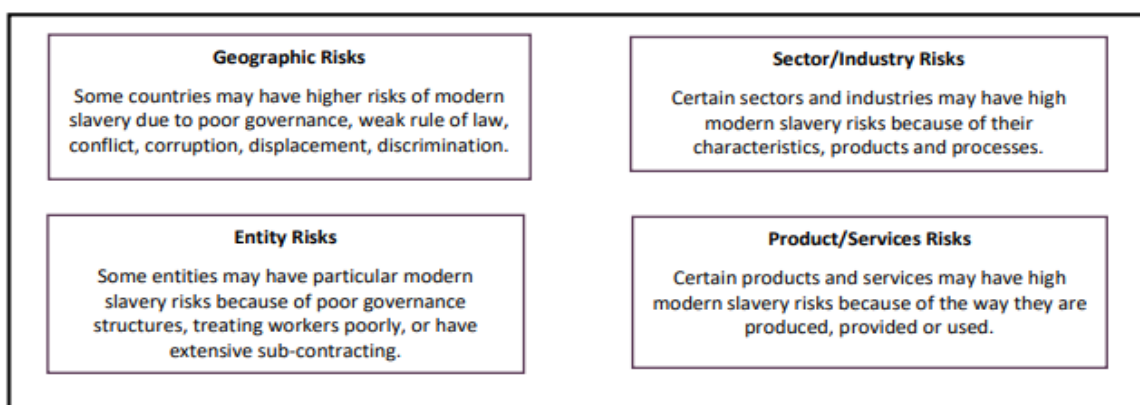 Geographic Risks
Some countries may have higher risks of modern
slavery due to poor governance, weak rule of law,
conflict, corruption, displacement, discrimination.
Sector/Industry Risks
Certain sectors and industries may have high
modern slavery risks because of their
characteristics, products and processes.
Entity Risks
Some entities may have particular modern
slavery risks because of poor governance
structures, treating workers poorly, or have
extensive sub-contracting.
Product/Services Risks
Certain products and services may have high
modern slavery risks because of the way they are
produced, provided or used.